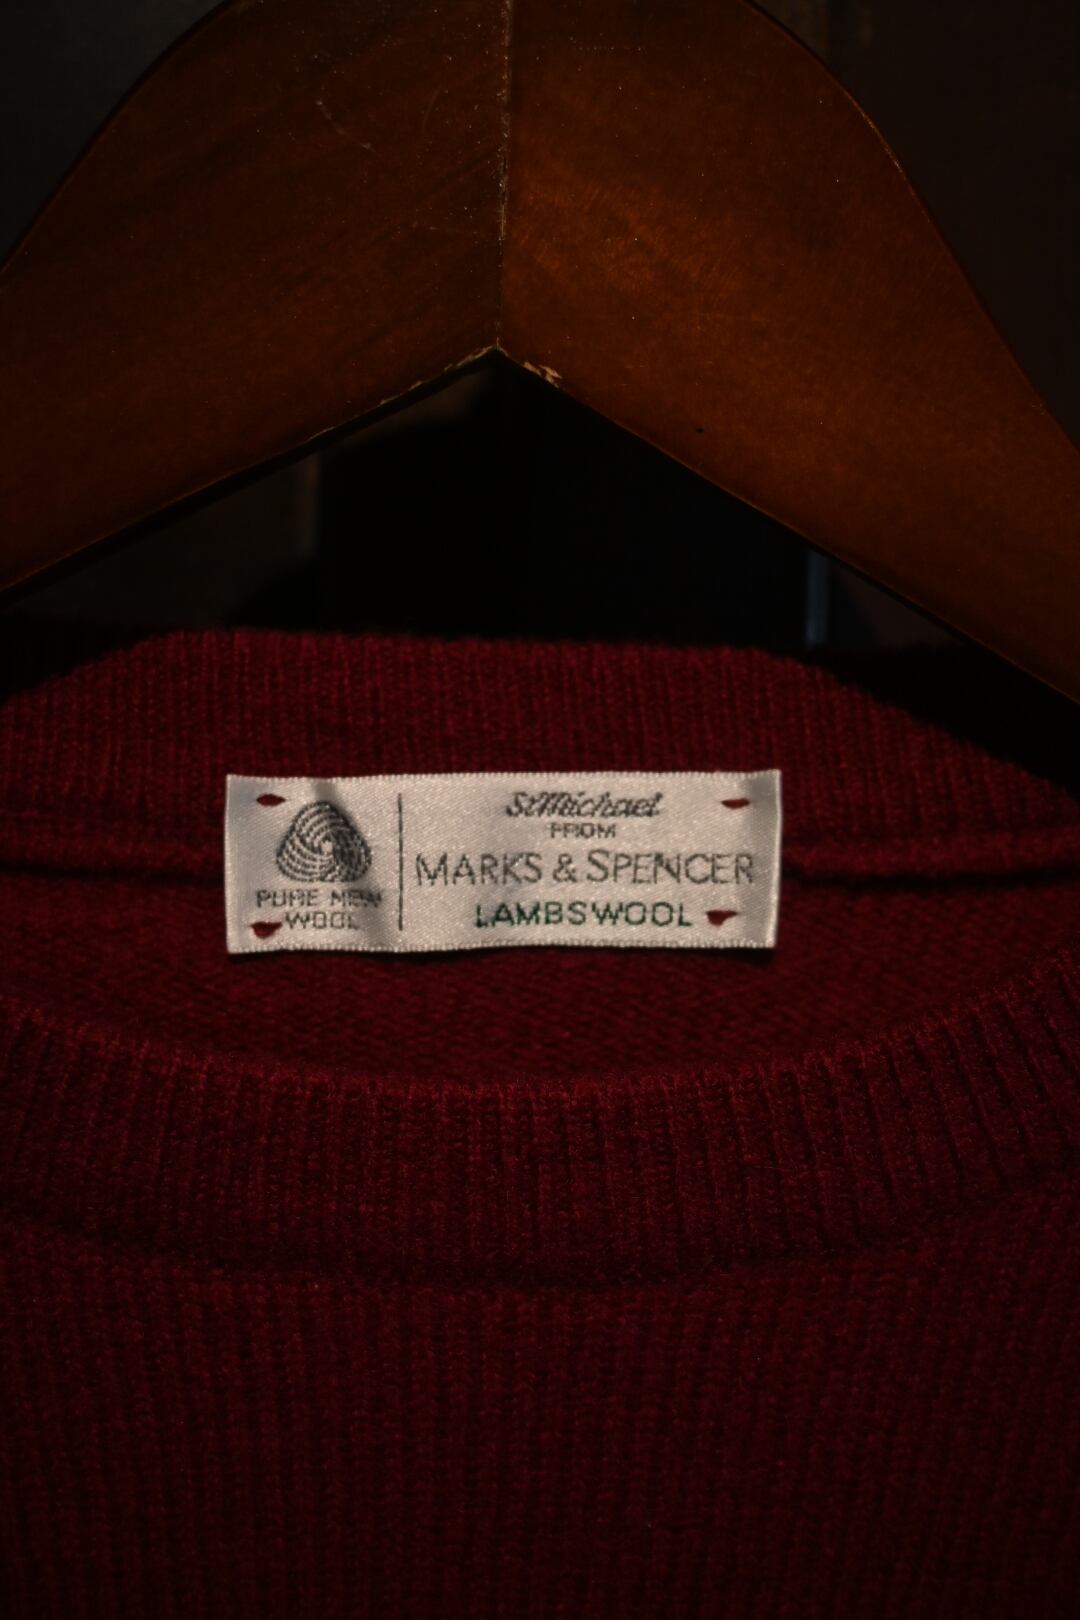 PURE NEW
WOOL
St Michael
FROM
MARKS & SPENCER
LAMBSWOOL